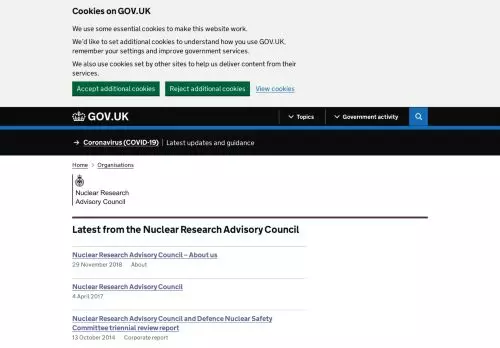 Cookies on GOV.UK
We use some essential cookies to make this website work.
We'd like to set additional cookies to understand how you use GOV.UK,
remember your settings and improve government services.
We also use cookies set by other sites to help us deliver content from their
services.
Accept additional cookies Reject additional cookies View cookies
GOV.UK Topics Government activity
Coronavirus (COVID-19) Latest updates and guidance
Home Organisations
Nuclear Research
Advisory Council
Latest from the Nuclear Research Advisory Council
Nuclear Research Advisory Council – About us
29 November 2018 About
Nuclear Research Advisory Council
4 April 2017
Nuclear Research Advisory Council and Defence Nuclear Safety
Committee triennial review report
13 October 2014 Corporate report